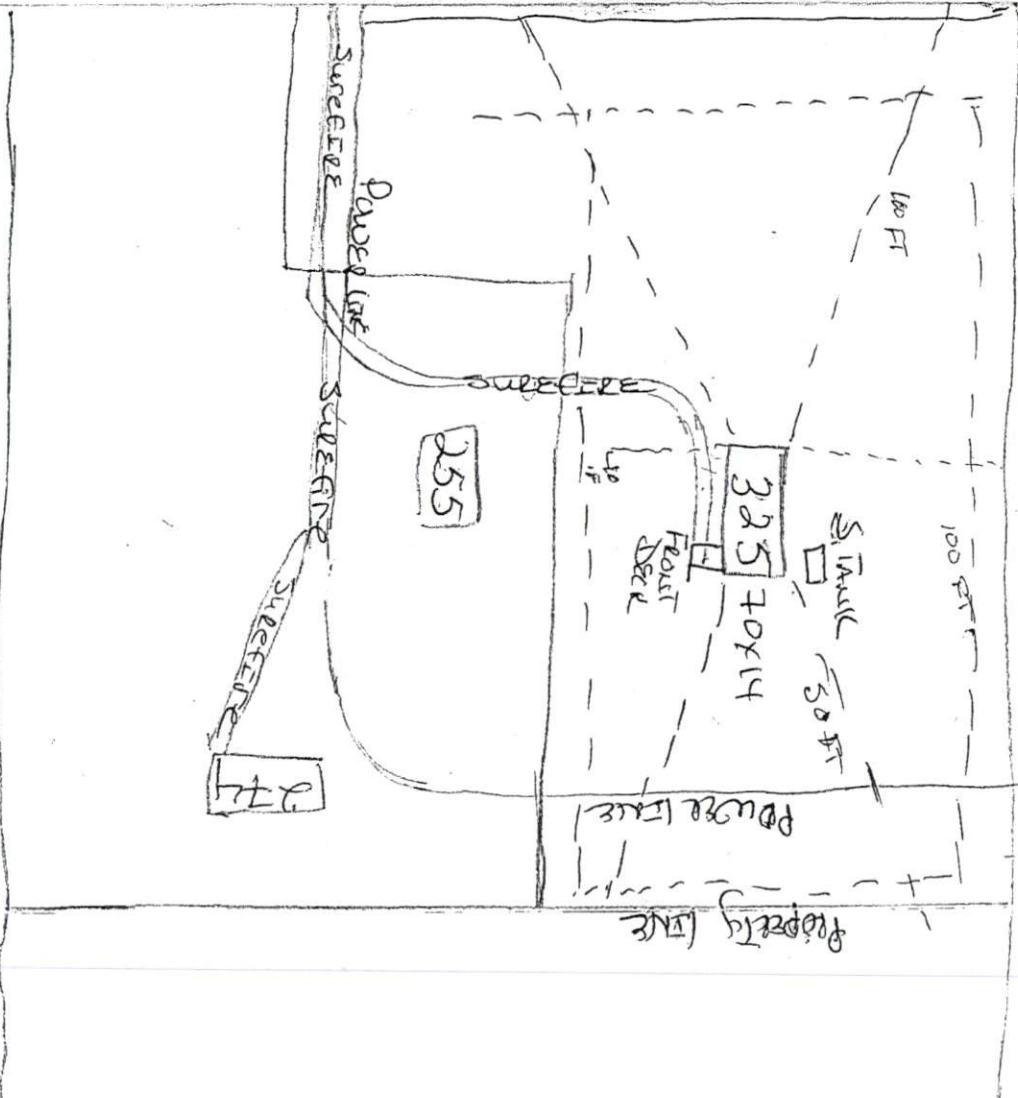 SureFIRE
Power line
100 FT
SUREFIRE
SureFire
255
325
70x14
S. TANK
100 FT
FRONT
DECK
50 FT
SureFIRE
274
POWER lINE
PROPERTY lINE